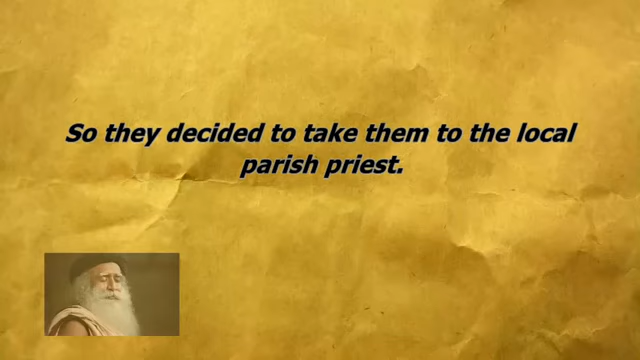 So they decided to take them to the local
parish priest.